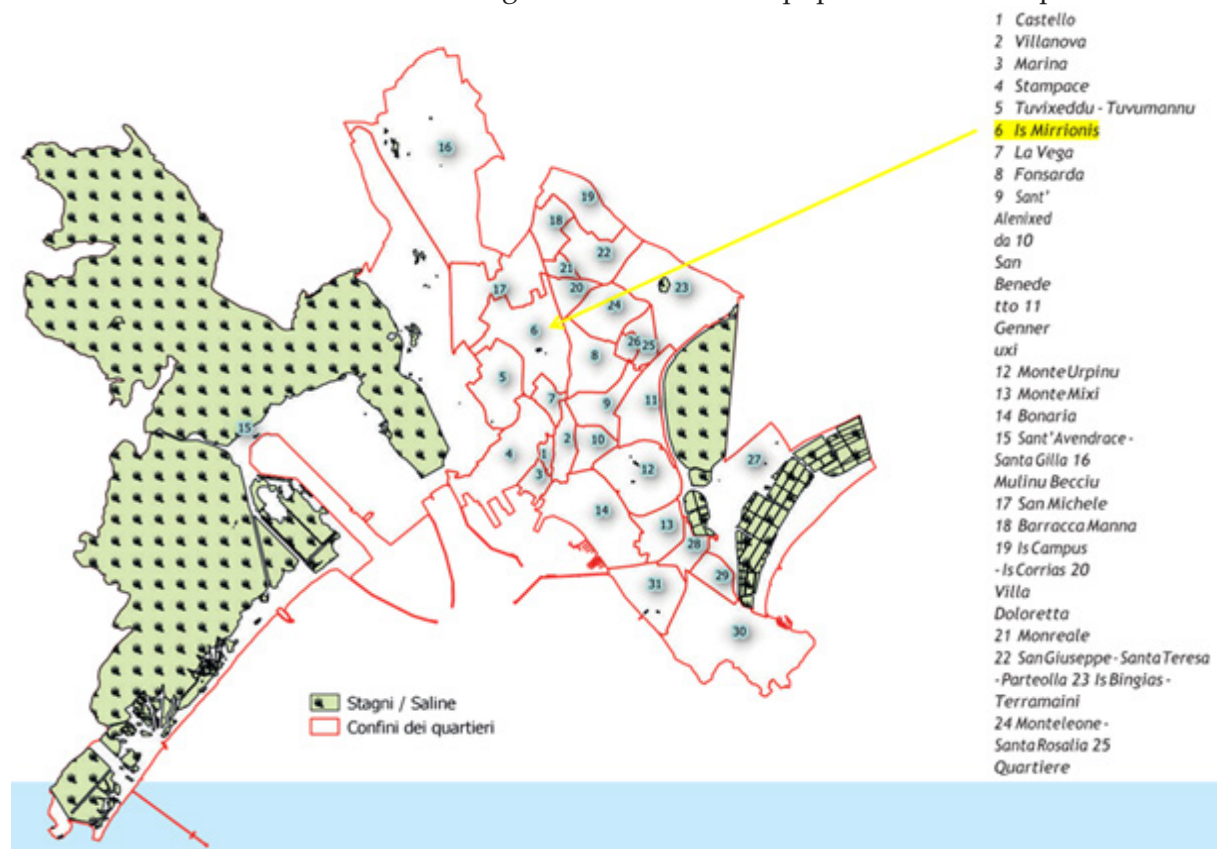 1 Castello
2 Villanova
3 Marina
4 Stampace
5 Tuvixeddu - Tuvumannu
6 Is Mirrionis
7 La Vega
8 Fonsarda
9 Sant'
Alenixed
da 10
San
Benede
tto 11
Genner
uxi
12 Monte Urpinu
13 Monte Mixi
14 Bonaria
15 Sant'Avendrace -
Santa Gilla 16
Mulinu Becciu
17 San Michele
18 Barracca Manna
19 Is Campus
- Is Corrias 20
Villa
Doloretta
21 Monreale
22 San Giuseppe - Santa Teresa
- Parteolla 23 Is Bingias -
Terramaini
24 Monteleone -
Santa Rosalia 25
Quartiere
16
19
18
22
21
20
17
23
24
6
26 25
8
5
7
9
11
15
2
10
4
1
3
12
27
14
13
28
29
31
30
Stagni / Saline
Confini dei quartieri